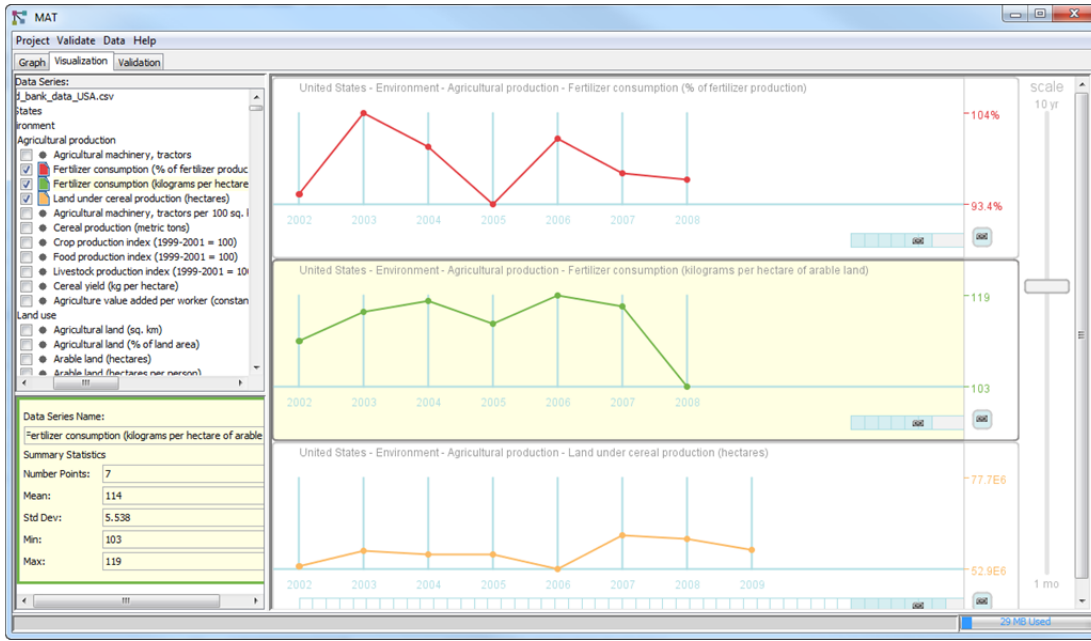 MAT
Project Validate Data Help
Graph Visualization Validation
Data Series:
d_bank_data_USA.csv
States
ironment
Agricultural production
Agricultural machinery, tractors
Fertilizer consumption (% of fertilizer produc
Fertilizer consumption (kilograms per hectare
Land under cereal production (hectares)
Agricultural machinery, tractors per 100 sq. l
Cereal production (metric tons)
Crop production index (1999-2001 = 100)
Food production index (1999-2001 = 100)
Livestock production index (1999-2001 = 10
Cereal yield (kg per hectare)
Agriculture value added per worker (constan
Land use
Agricultural land (sq. km)
Agricultural land (% of land area)
Arable land (hectares)
Arable land (hectares per person)
Data Series Name:
Fertilizer consumption (kilograms per hectare of arable
Summary Statistics
Number Points: 7
Mean: 114
Std Dev: 5.538
Min: 103
Max: 119
United States - Environment - Agricultural production - Fertilizer consumption (% of fertilizer production)
104%
93.4%
2002 2003 2004 2005 2006 2007 2008
United States - Environment - Agricultural production - Fertilizer consumption (kilograms per hectare of arable land)
119
103
2002 2003 2004 2005 2006 2007 2008
United States - Environment - Agricultural production - Land under cereal production (hectares)
77.7E6
52.9E6
2002 2003 2004 2005 2006 2007 2008 2009
scale
10 yr
1 mo
29 MB Used